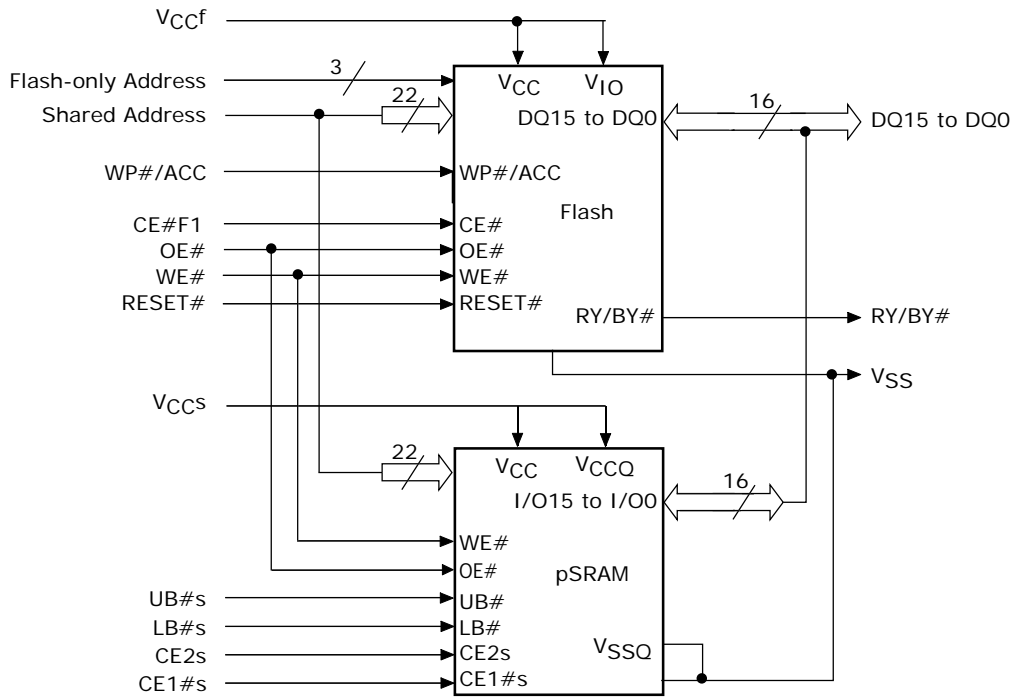 VCCf
Flash-only Address
3
VCC
VIO
Shared Address
22
DQ15 to DQ0
16
DQ15 to DQ0
WP#/ACC
WP#/ACC
Flash
CE#F1
CE#
OE#
OE#
WE#
WE#
RESET#
RESET#
RY/BY#
RY/BY#
VSS
VCCs
22
VCC
VCCQ
I/O15 to I/O0
16
WE#
OE#
pSRAM
UB#s
UB#
LB#s
LB#
VSSQ
CE2s
CE2s
CE1#s
CE1#s